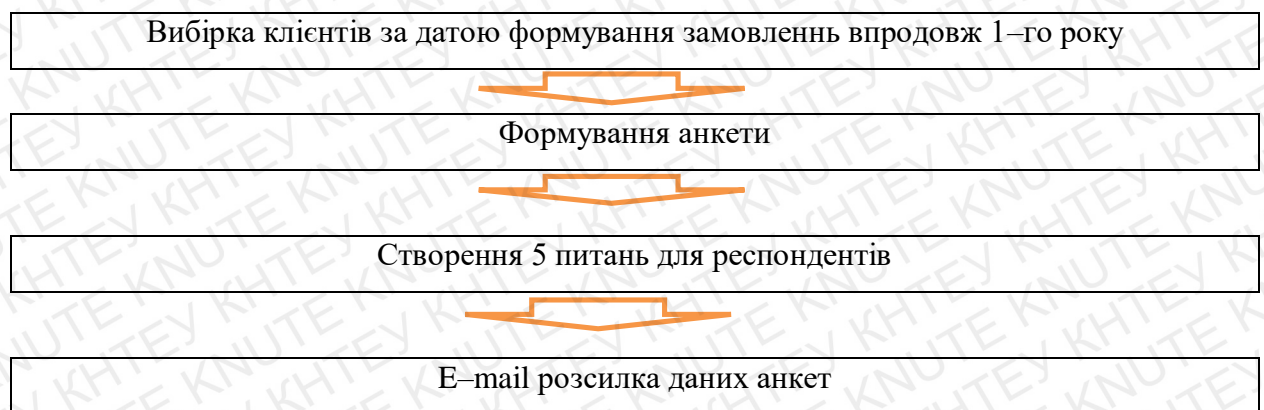 Вибірка клієнтів за датою формування замовленнь впродовж 1–го року
Формування анкети
Створення 5 питань для респондентів
E–mail розсилка даних анкет